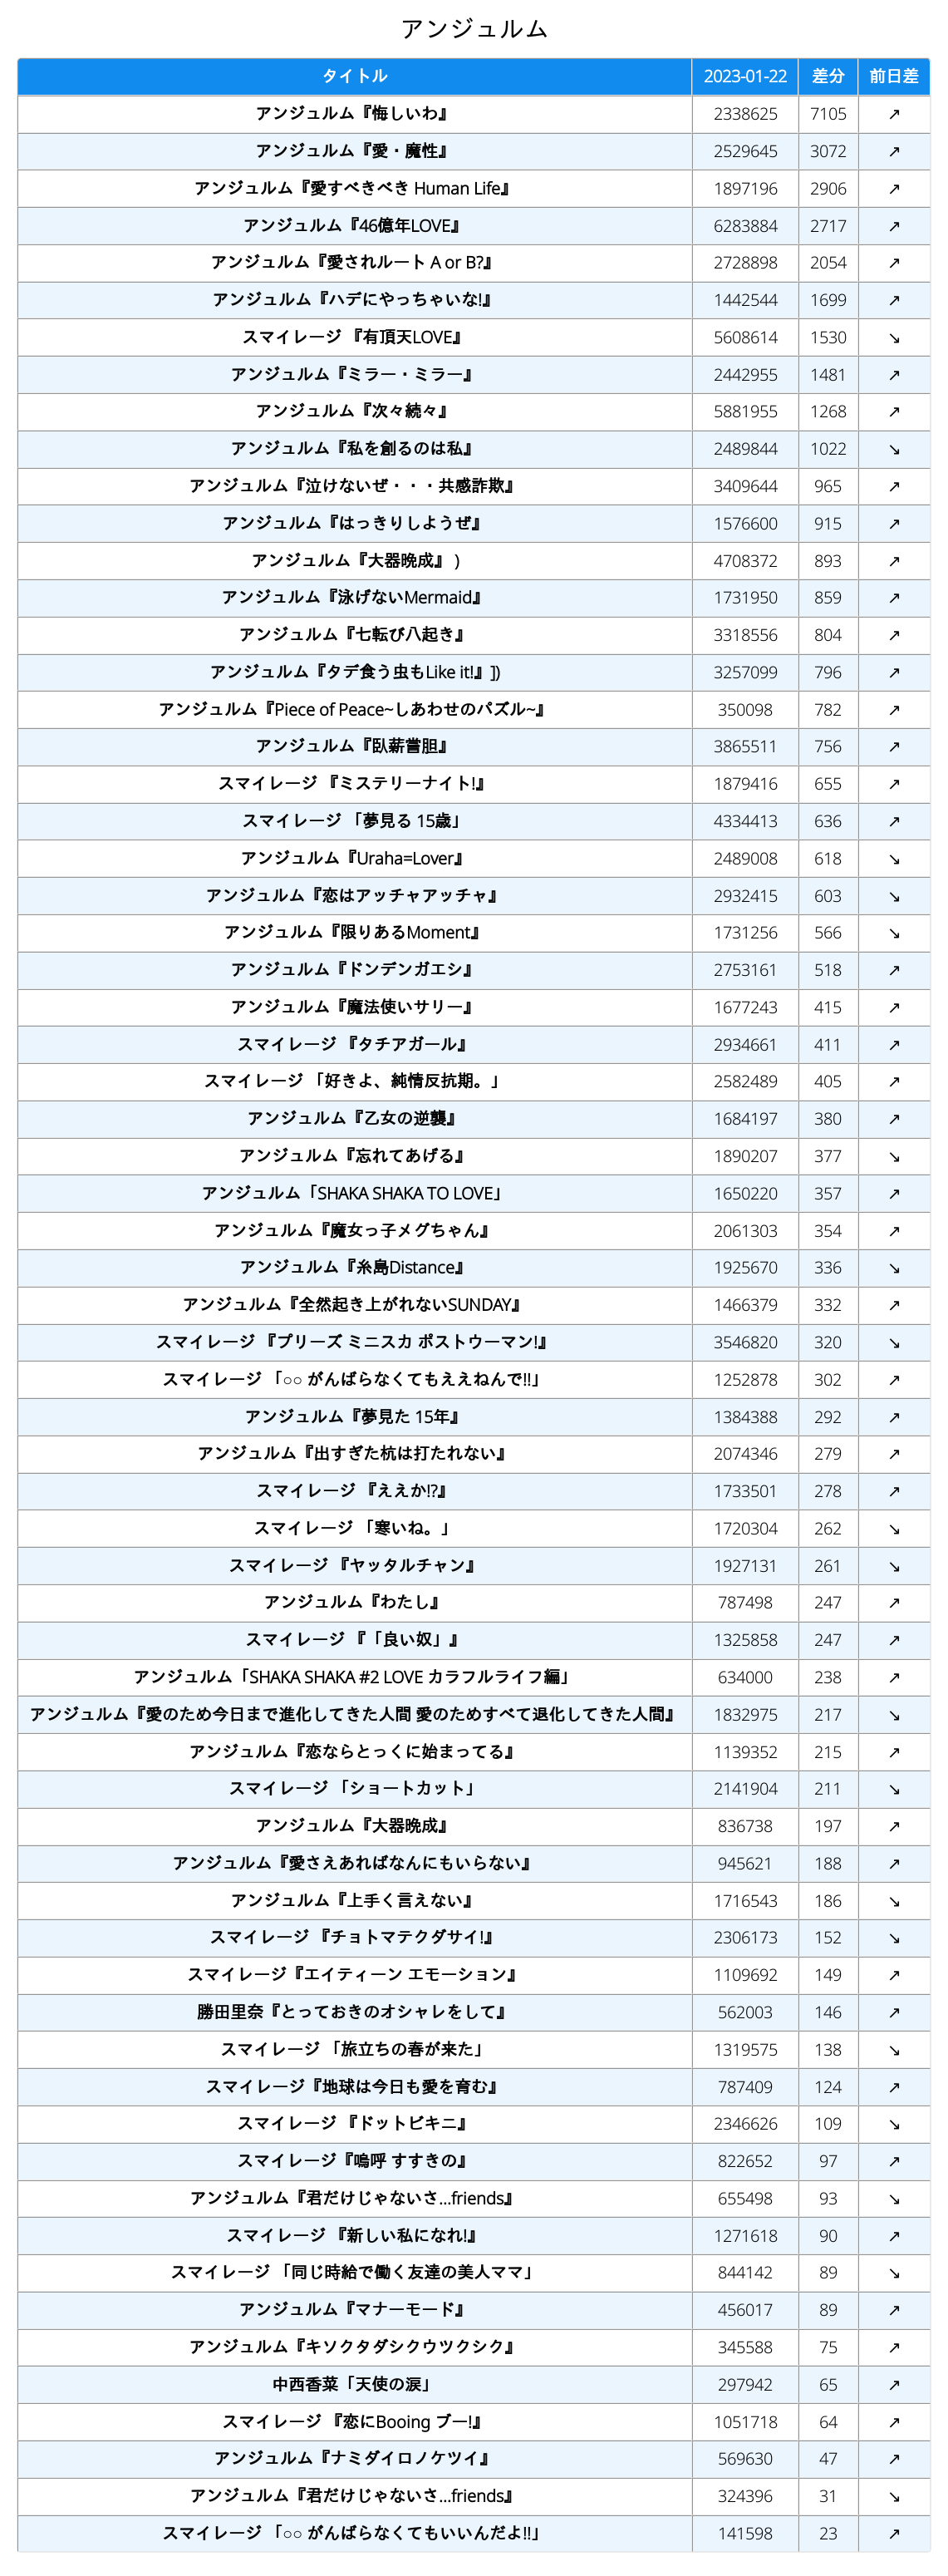 アンジュルム
タイトル 2023-01-22 差分 前日差
アンジュルム『悔しいわ』 2338625 7105 ↗
アンジュルム『愛・魔性』 2529645 3072 ↗
アンジュルム『愛すべきべき Human Life』 1897196 2906 ↗
アンジュルム『46億年LOVE』 6283884 2717 ↗
アンジュルム『愛されルート A or B?』 2728898 2054 ↗
アンジュルム『ハデにやっちゃいな!』 1442544 1699 ↗
スマイレージ 『有頂天LOVE』 5608614 1530 ↘
アンジュルム『ミラー・ミラー』 2442955 1481 ↗
アンジュルム『次々続々』 5881955 1268 ↗
アンジュルム『私を創るのは私』 2489844 1022 ↘
アンジュルム『泣けないぜ・・・共感詐欺』 3409644 965 ↗
アンジュルム『はっきりしようぜ』 1576600 915 ↗
アンジュルム『大器晩成』 ) 4708372 893 ↗
アンジュルム『泳げないMermaid』 1731950 859 ↗
アンジュルム『七転び八起き』 3318556 804 ↗
アンジュルム『タデ食う虫もLike it!』]) 3257099 796 ↗
アンジュルム『Piece of Peace~しあわせのパズル~』 350098 782 ↗
アンジュルム『臥薪嘗胆』 3865511 756 ↗
スマイレージ 『ミステリーナイト!』 1879416 655 ↗
スマイレージ 「夢見る 15歳」 4334413 636 ↗
アンジュルム『Uraha=Lover』 2489008 618 ↘
アンジュルム『恋はアッチャアッチャ』 2932415 603 ↘
アンジュルム『限りあるMoment』 1731256 566 ↘
アンジュルム『ドンデンガエシ』 2753161 518 ↗
アンジュルム『魔法使いサリー』 1677243 415 ↗
スマイレージ 『タチアガール』 2934661 411 ↗
スマイレージ 「好きよ、純情反抗期。」 2582489 405 ↗
アンジュルム『乙女の逆襲』 1684197 380 ↗
アンジュルム『忘れてあげる』 1890207 377 ↘
アンジュルム「SHAKA SHAKA TO LOVE」 1650220 357 ↗
アンジュルム『魔女っ子メグちゃん』 2061303 354 ↗
アンジュルム『糸島Distance』 1925670 336 ↘
アンジュルム『全然起き上がれないSUNDAY』 1466379 332 ↗
スマイレージ 『プリーズ ミニスカ ポストウーマン!』 3546820 320 ↘
スマイレージ 「○○ がんばらなくてもええねんで!!」 1252878 302 ↗
アンジュルム『夢見た 15年』 1384388 292 ↗
アンジュルム『出すぎた杭は打たれない』 2074346 279 ↗
スマイレージ 『ええか!?』 1733501 278 ↗
スマイレージ 「寒いね。」 1720304 262 ↘
スマイレージ 『ヤッタルチャン』 1927131 261 ↘
アンジュルム『わたし』 787498 247 ↗
スマイレージ 『「良い奴」』 1325858 247 ↗
アンジュルム「SHAKA SHAKA #2 LOVE カラフルライフ編」 634000 238 ↗
アンジュルム『愛のため今日まで進化してきた人間 愛のためすべて退化してきた人間』 1832975 217 ↘
アンジュルム『恋ならとっくに始まってる』 1139352 215 ↗
スマイレージ 「ショートカット」 2141904 211 ↘
アンジュルム『大器晩成』 836738 197 ↗
アンジュルム『愛さえあればなんにもいらない』 945621 188 ↗
アンジュルム『上手く言えない』 1716543 186 ↘
スマイレージ 『チョトマテクダサイ!』 2306173 152 ↘
スマイレージ『エイティーン エモーション』 1109692 149 ↗
勝田里奈『とっておきのオシャレをして』 562003 146 ↗
スマイレージ 「旅立ちの春が来た」 1319575 138 ↘
スマイレージ『地球は今日も愛を育む』 787409 124 ↗
スマイレージ 『ドットビキニ』 2346626 109 ↘
スマイレージ『嗚呼 すすきの』 822652 97 ↗
アンジュルム『君だけじゃないさ...friends』 655498 93 ↘
スマイレージ 『新しい私になれ!』 1271618 90 ↗
スマイレージ 「同じ時給で働く友達の美人ママ」 844142 89 ↘
アンジュルム『マナーモード』 456017 89 ↗
アンジュルム『キソクタダシクウツクシク』 345588 75 ↗
中西香菜「天使の涙」 297942 65 ↗
スマイレージ 『恋にBooing ブー!』 1051718 64 ↗
アンジュルム『ナミダイロノケツイ』 569630 47 ↗
アンジュルム『君だけじゃないさ...friends』 324396 31 ↘
スマイレージ 「○○ がんばらなくてもいいんだよ!!」 141598 23 ↗